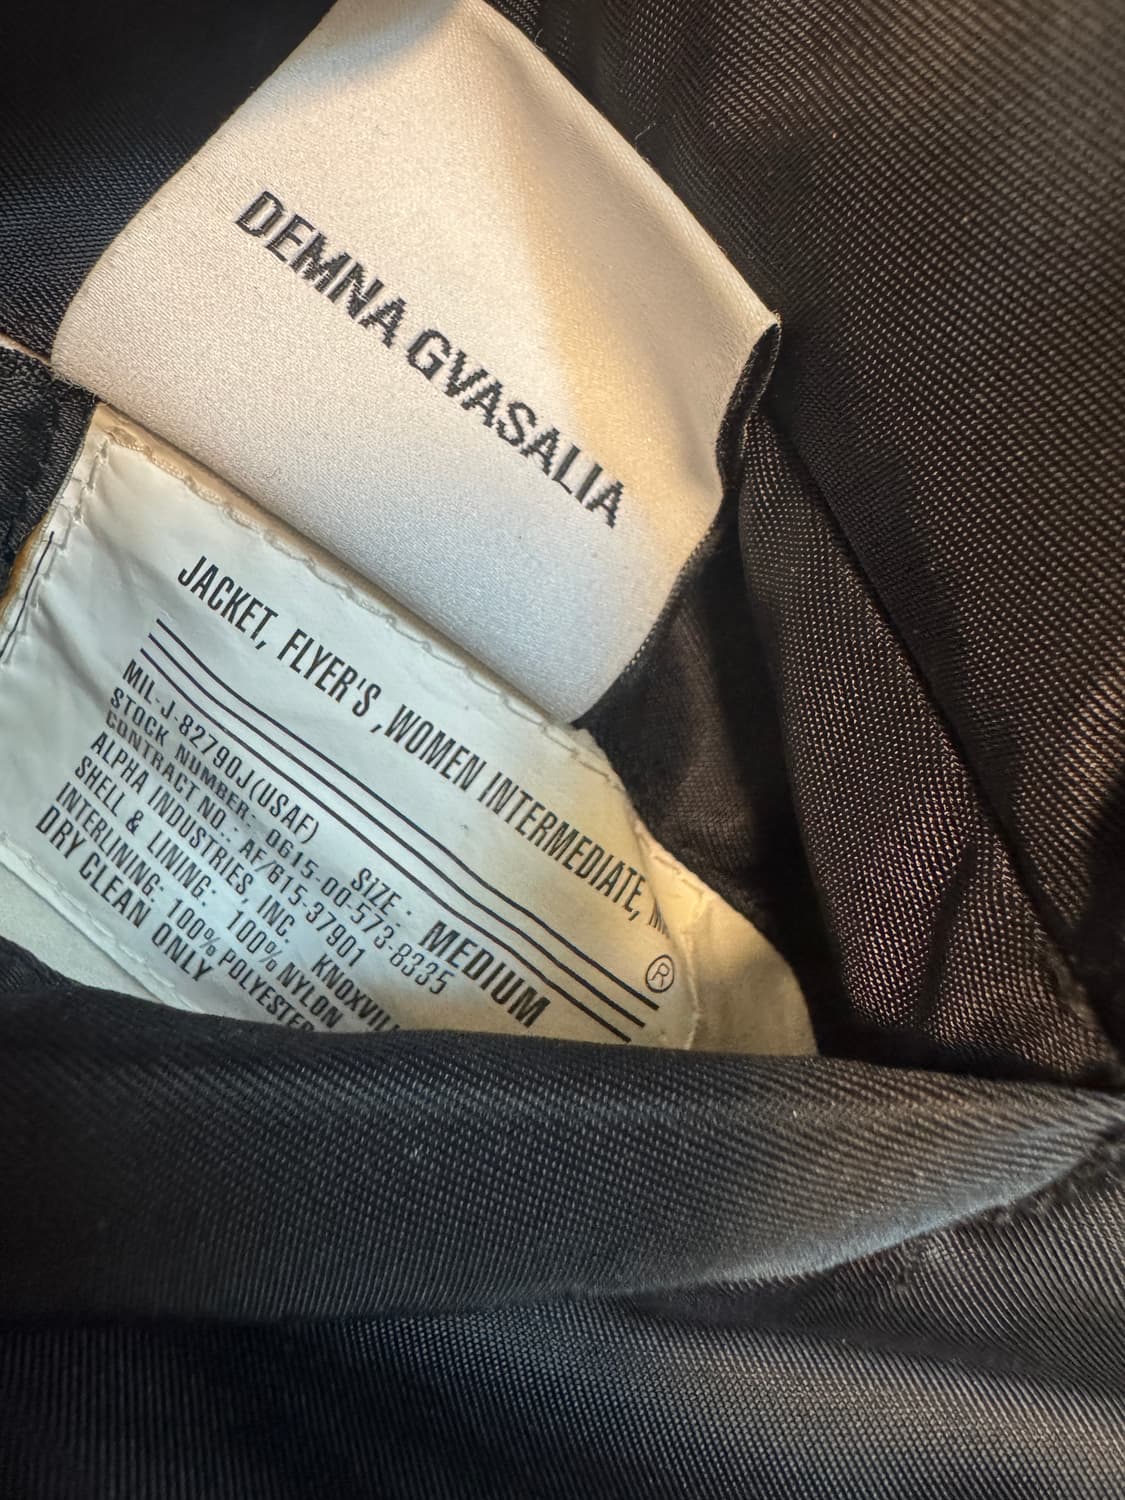 DEMNA GVASALIA
JACKET, FLYER'S, WOMEN INTERMEDIATE,
®
SIZE - MEDIUM
MIL-J-82790J(USAF)
STOCK NUMBER- 0615-00-573-8335
CONTRACT NO.: AF/615-37901
ALPHA INDUSTRIES, INC.
SHELL & LINING: 100% NYLON
INTERLINING: 100% POLYESTER
DRY CLEAN ONLY